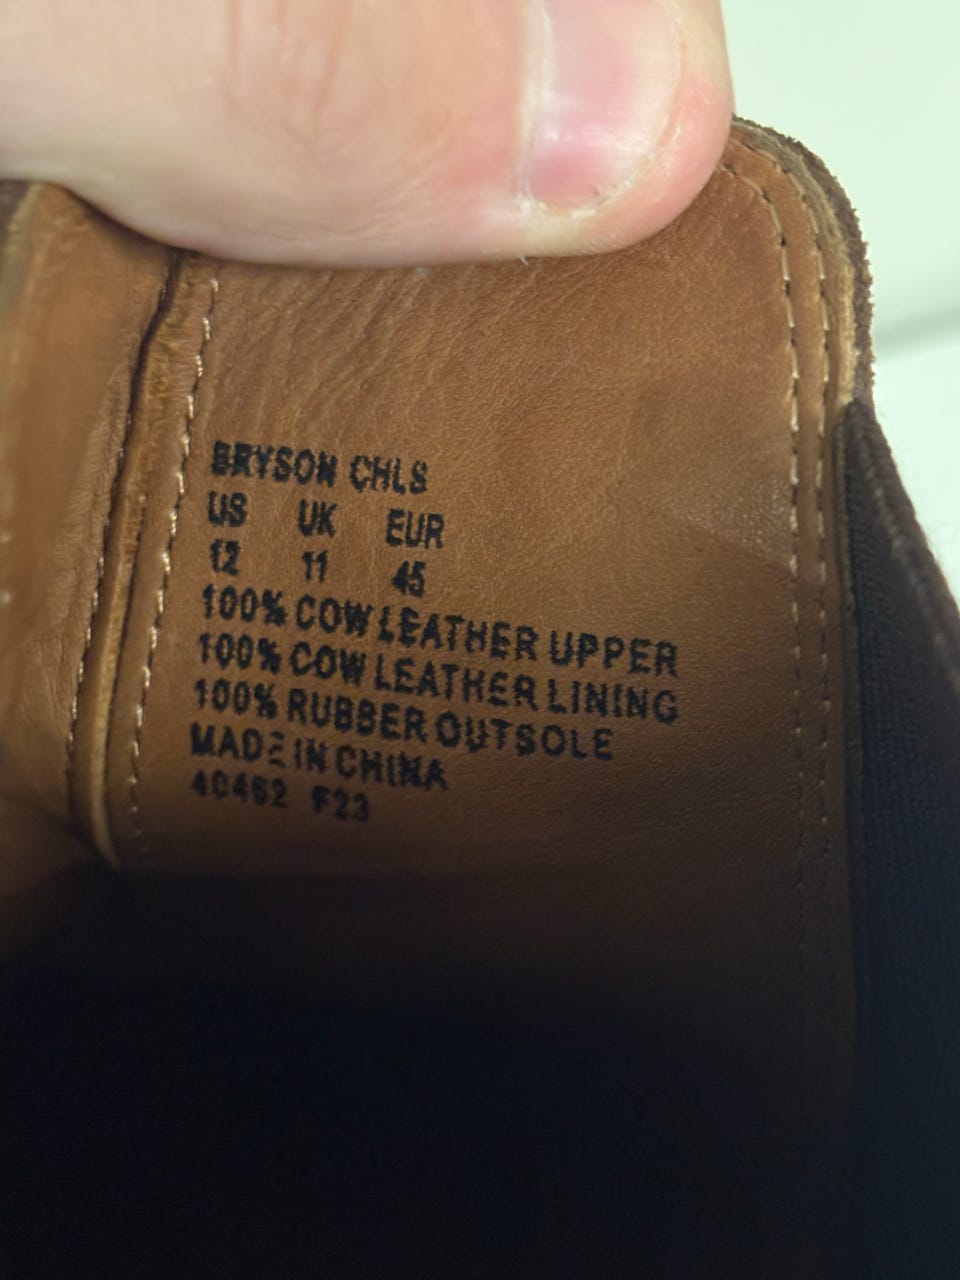 BRYSON CHLS
US UK EUR
12 11 45
100% COW LEATHER UPPER
100% COW LEATHER LINING
100% RUBBER OUTSOLE
MADE IN CHINA
F23